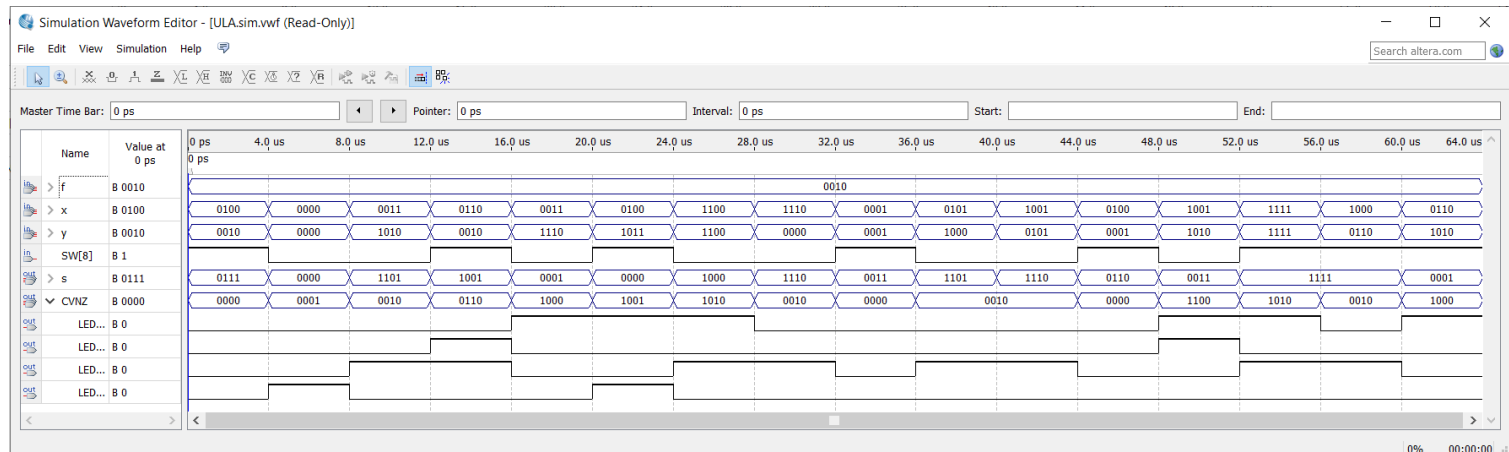 Simulation Waveform Editor - [ULA.sim.vwf (Read-Only)]
File Edit View Simulation Help
Search altera.com
Master Time Bar: 0 ps Pointer: 0 ps Interval: 0 ps Start: End:
Name Value at 0 ps 0 ps 4.0 us 8.0 us 12.0 us 16.0 us 20.0 us 24.0 us 28.0 us 32.0 us 36.0 us 40.0 us 44.0 us 48.0 us 52.0 us 56.0 us 60.0 us 64.0 us
0 ps
f B 0010 0010
x B 0100 0100 0000 0011 0110 0011 0100 1100 1110 0001 0101 1001 0100 1001 1111 1000 0110
y B 0010 0010 0000 1010 0010 1110 1011 1100 0000 0001 1000 0101 0001 1010 1111 0110 1010
SW[8] B 1
s B 0111 0111 0000 1101 1001 0001 0000 1000 1110 0011 1101 1110 0110 0011 1111 0001
CVNZ B 0000 0000 0001 0010 0110 1000 1001 1010 0010 0000 0010 0000 1100 1010 0010 1000
LED... B 0
LED... B 0
LED... B 0
LED... B 0
0% 00:00:00